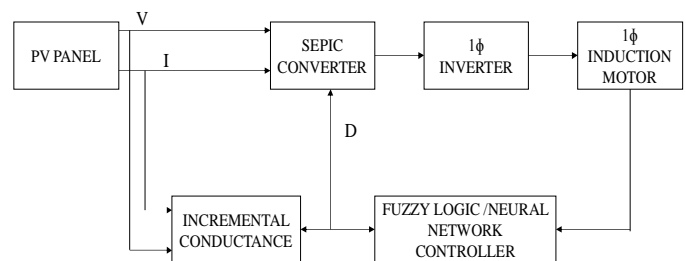 V
PV PANEL
I
SEPIC
CONVERTER
1ϕ
INVERTER
1ϕ
INDUCTION
MOTOR
D
INCREMENTAL
CONDUCTANCE
FUZZY LOGIC /NEURAL
NETWORK
CONTROLLER